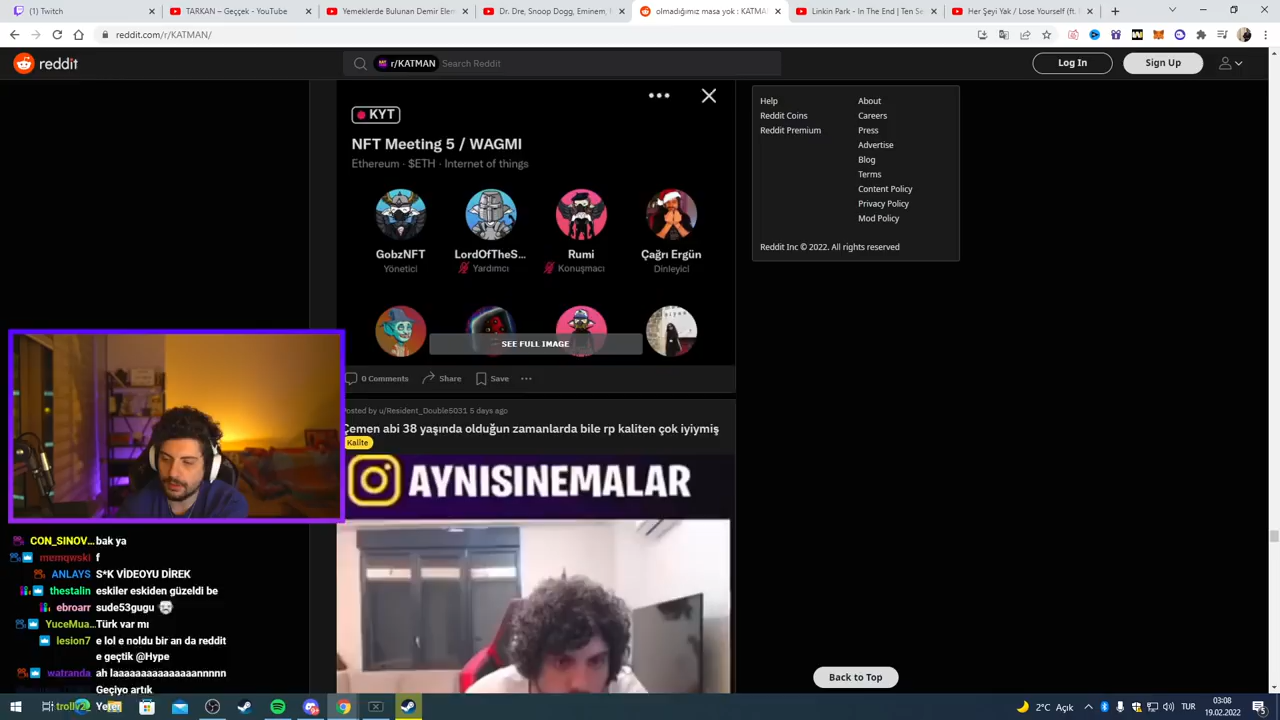 (1) Twitch
TARKAN – Geççek - YouTube
Yemeklerde Bulunan Demir Elem
Dr. Dre, Snoop Dogg, Eminem,
olmadığımız masa yok : KATMAN
Linkin Park - In The End | Ten Se
Her Şeyi Yak / Lose Yourself (ft.
reddit.com/r/KATMAN/
reddit
r/KATMAN
Search Reddit
Log In
Sign Up
KYT
NFT Meeting 5 / WAGMI
Ethereum · $ETH · Internet of things
GobzNFT
LordOfTheS...
Rumi
Çağrı Ergün
Yönetici
Yardımcı
Konuşmacı
Dinleyici
SEE FULL IMAGE
0 Comments
Share
Save
Posted by u/Resident_Double5031 5 days ago
Çemen abi 38 yaşında olduğun zamanlarda bile rp kaliten çok iyiymiş
Kalite
AYNISINEMALAR
Help
Reddit Coins
Reddit Premium
About
Careers
Press
Advertise
Blog
Terms
Content Policy
Privacy Policy
Mod Policy
Reddit Inc © 2022. All rights reserved
Back to Top
CON_SINOV... bak ya
memqwski f
ANLAYS S*K VİDEOYU DİREK
thestalin eskiler eskiden güzeldi be
ebroarr sude53gugu
YuceMua... Türk var mı
lesion7 e lol e noldu bir an da reddit
e geçtik @Hype
watranda ah laaaaaaaaaaaaaannnnn
Geçiyo artık
Yeter
2°C Açık
TUR
03:08
19.02.2022